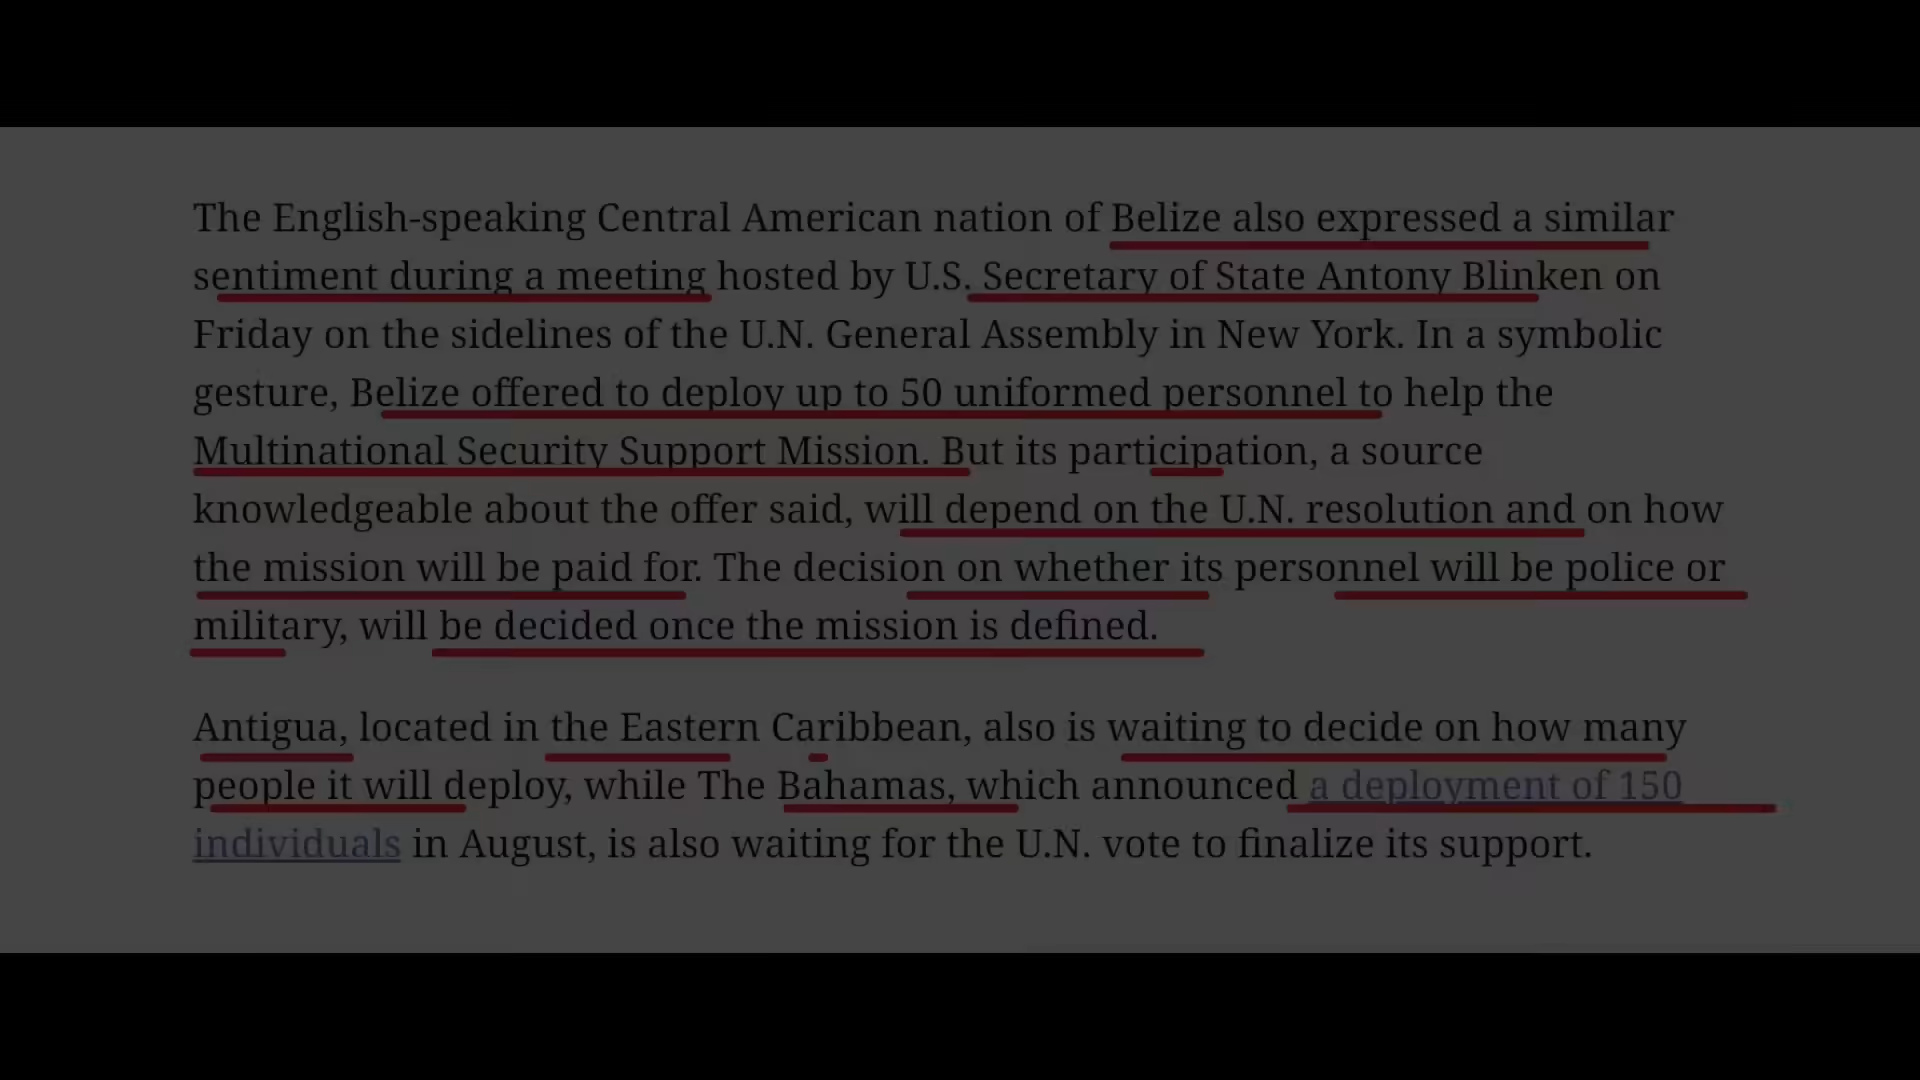 The English-speaking Central American nation of Belize also expressed a similar
sentiment during a meeting hosted by U.S. Secretary of State Antony Blinken on
Friday on the sidelines of the U.N. General Assembly in New York. In a symbolic
gesture, Belize offered to deploy up to 50 uniformed personnel to help the
Multinational Security Support Mission. But its participation, a source
knowledgeable about the offer said, will depend on the U.N. resolution and on how
the mission will be paid for. The decision on whether its personnel will be police or
military, will be decided once the mission is defined.
Antigua, located in the Eastern Caribbean, also is waiting to decide on how many
people it will deploy, while The Bahamas, which announced a deployment of 150
individuals in August, is also waiting for the U.N. vote to finalize its support.